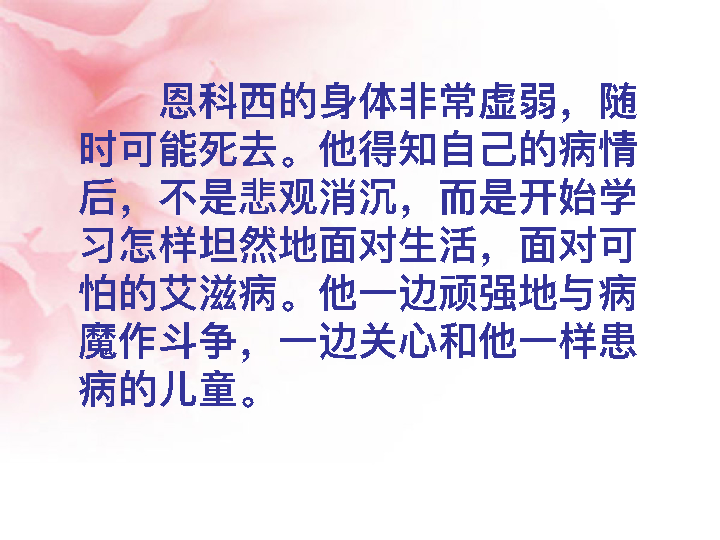 恩科西的身体非常虚弱，随
时可能死去。他得知自己的病情
后，不是悲观消沉，而是开始学
习怎样坦然地面对生活，面对可
怕的艾滋病。他一边顽强地与病
魔作斗争，一边关心和他一样患
病的儿童。